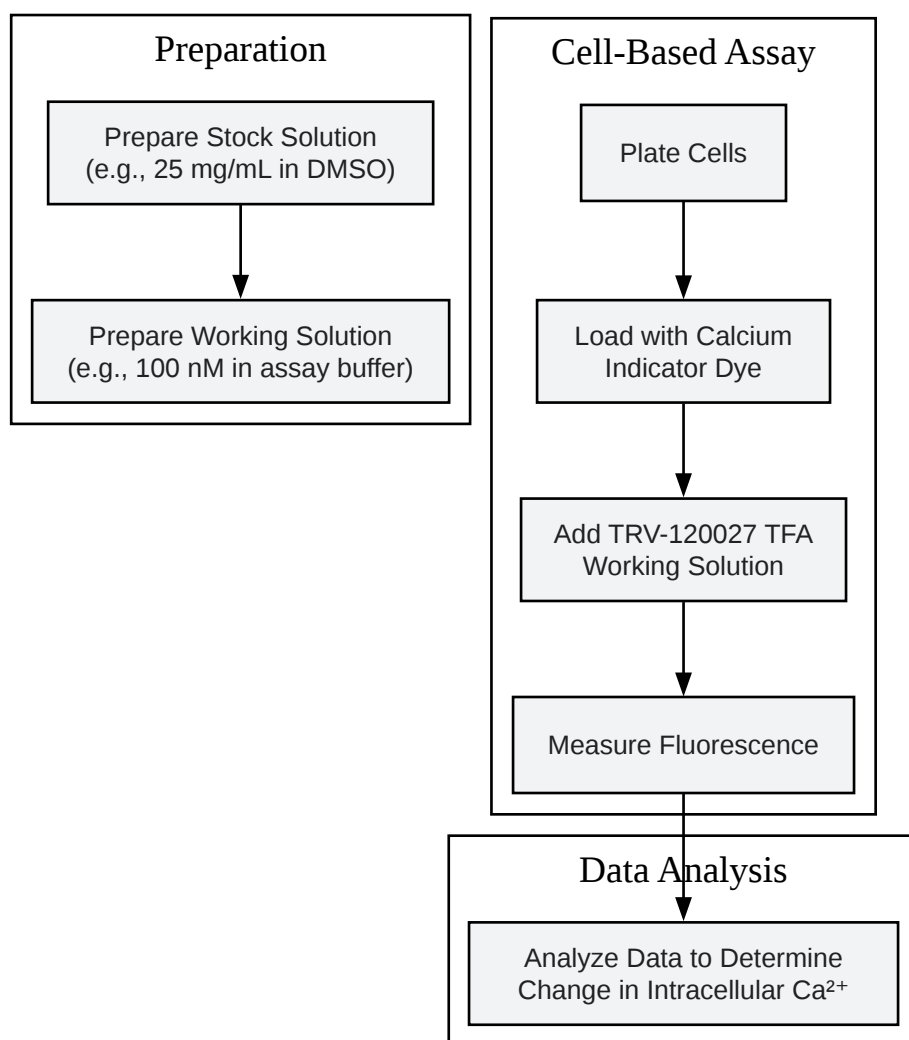 Preparation
Prepare Stock Solution
(e.g., 25 mg/mL in DMSO)
Prepare Working Solution
(e.g., 100 nM in assay buffer)
Cell-Based Assay
Plate Cells
Load with Calcium
Indicator Dye
Add TRV-120027 TFA
Working Solution
Measure Fluorescence
Data Analysis
Analyze Data to Determine
Change in Intracellular Ca²⁺